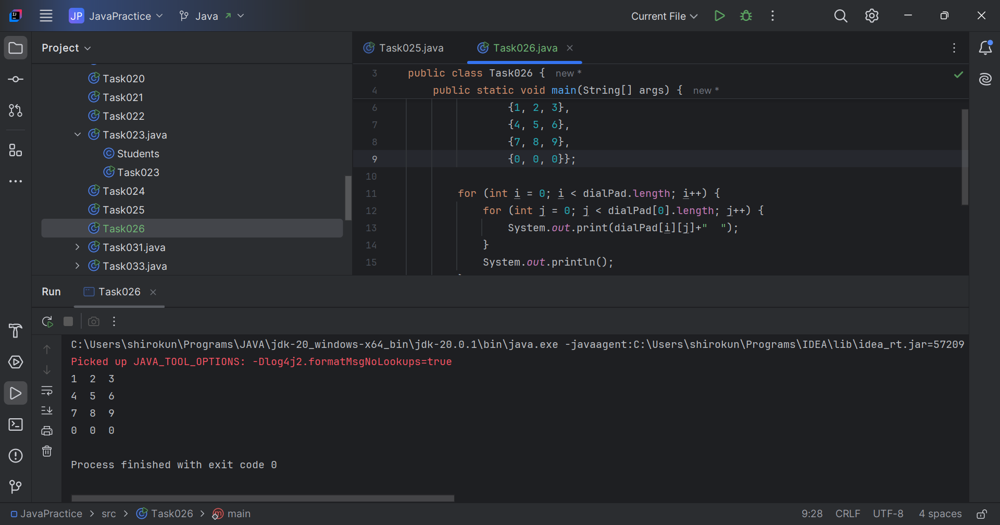 JP JavaPractice Java Current File
Project
Task020
Task021
Task022
Task023.java
Students
Task023
Task024
Task025
Task026
Task031.java
Task033.java
Task025.java Task026.java
3 public class Task026 { new *
4 public static void main(String[] args) { new *
6 {1, 2, 3},
7 {4, 5, 6},
8 {7, 8, 9},
9 {0, 0, 0}};
10
11 for (int i = 0; i < dialPad.length; i++) {
12 for (int j = 0; j < dialPad[0].length; j++) {
13 System.out.print(dialPad[i][j]+"  ");
14 }
15 System.out.println();
Run Task026
C:\Users\shirokun\Programs\JAVA\jdk-20_windows-x64_bin\jdk-20.0.1\bin\java.exe -javaagent:C:\Users\shirokun\Programs\IDEA\lib\idea_rt.jar=57209
Picked up JAVA_TOOL_OPTIONS: -Dlog4j2.formatMsgNoLookups=true
1  2  3
4  5  6
7  8  9
0  0  0
Process finished with exit code 0
JavaPractice > src > Task026 > main 9:28 CRLF UTF-8 4 spaces